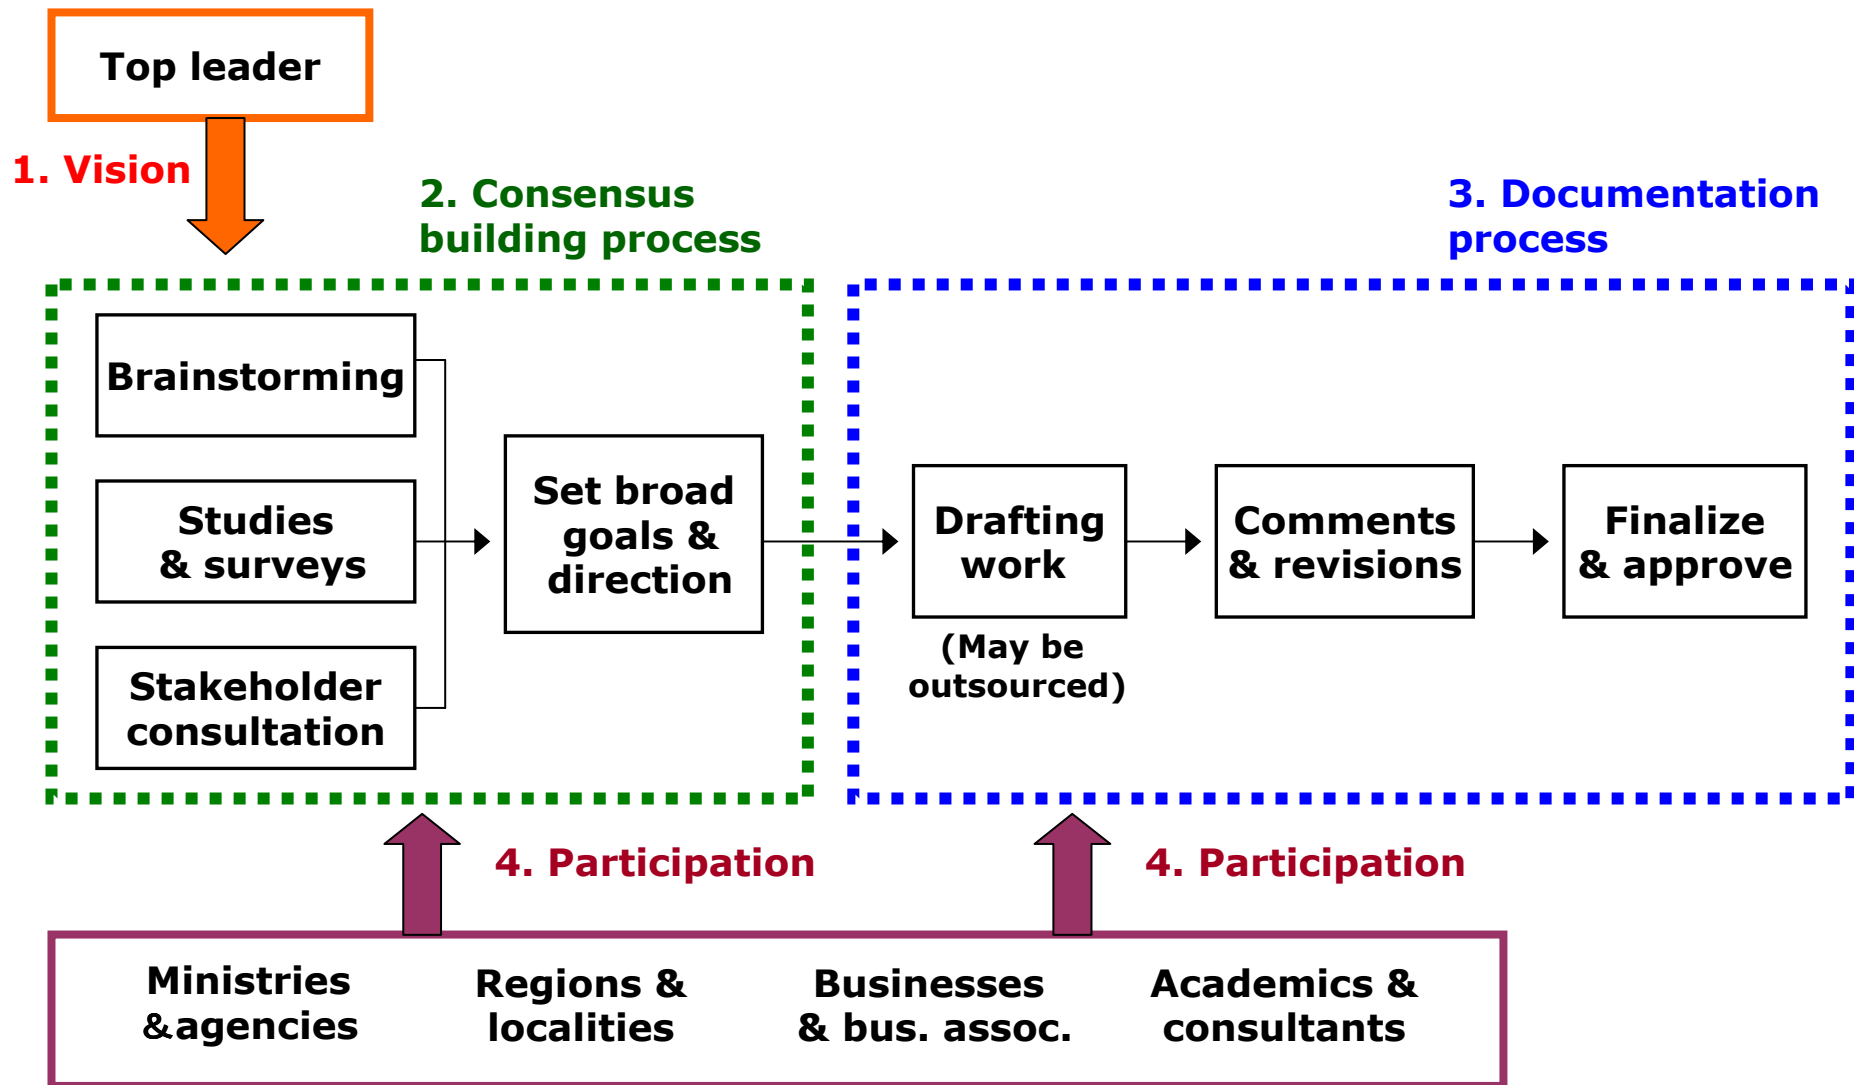 Top leader
1. Vision
2. Consensus
building process
3. Documentation
process
Brainstorming
Studies
& surveys
Stakeholder
consultation
Set broad
goals &
direction
Drafting
work
(May be
outsourced)
Comments
& revisions
Finalize
& approve
4. Participation
4. Participation
Ministries
&agencies
Regions &
localities
Businesses
& bus. assoc.
Academics &
consultants